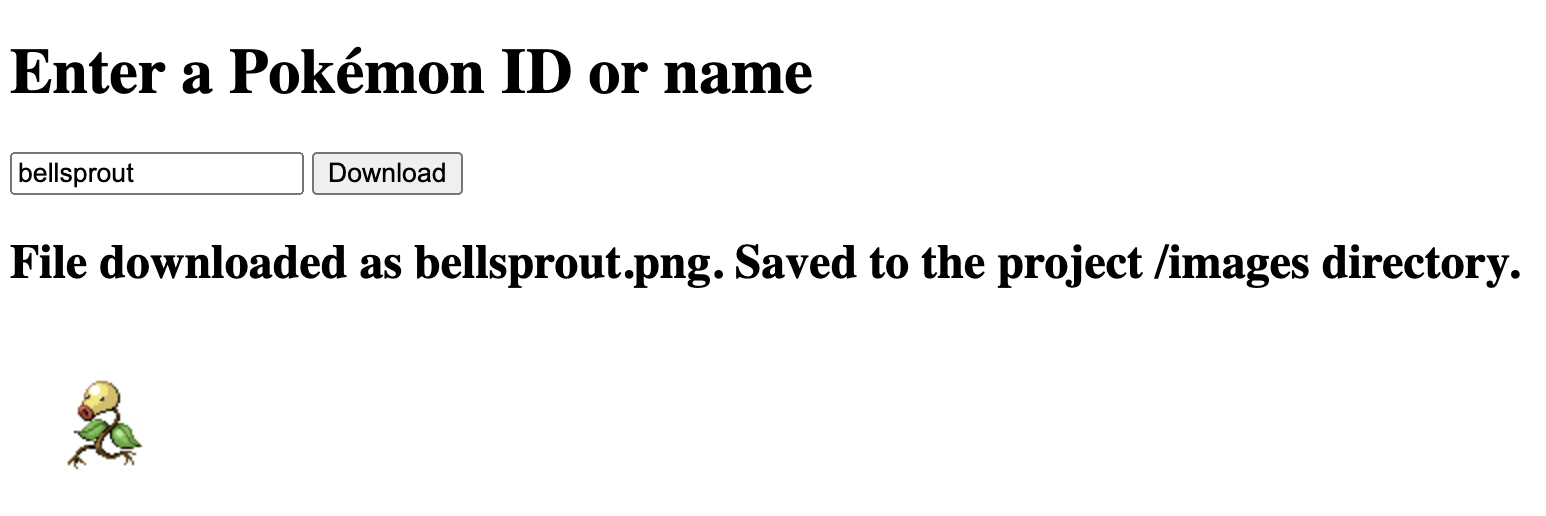 Enter a Pokémon ID or name
bellsprout Download
File downloaded as bellsprout.png. Saved to the project /images directory.